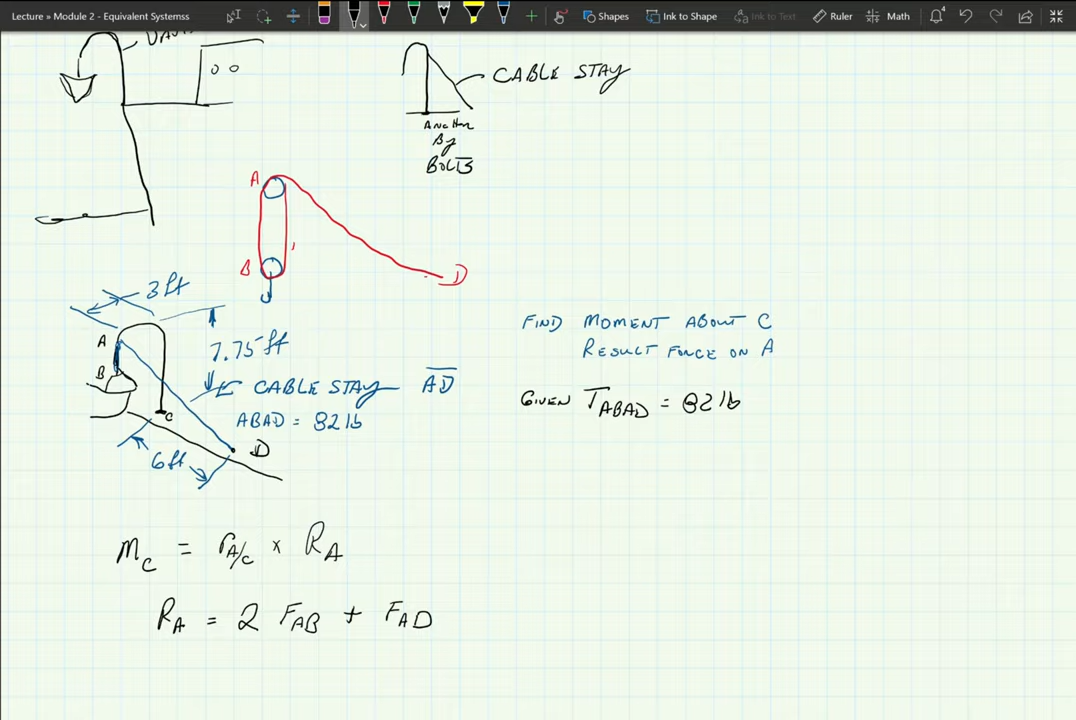 Lecture » Module 2 - Equivalent Systemss
Shapes
Ink to Shape
Ink to Text
Ruler
Math
4
CABLE STAY
Anchor
By
BOLTS
A
B
D
3 ft
7.75 ft
A
B
C
CABLE STAY AD
ABAD = 82 lb
D
6 ft
FIND MOMENT ABOUT C
RESULT FORCE ON A
GIVEN TABAD = 82 lb
mC = rA/C × RA
RA = 2 FAB + FAD